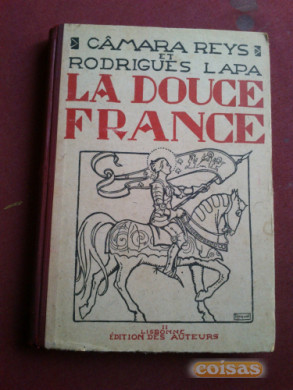 CÂMARA REYS
ET
RODRIGUES LAPA
LA DOUCE
FRANCE
II
LISBONNE
ÉDITION DES AUTEURS
coisas